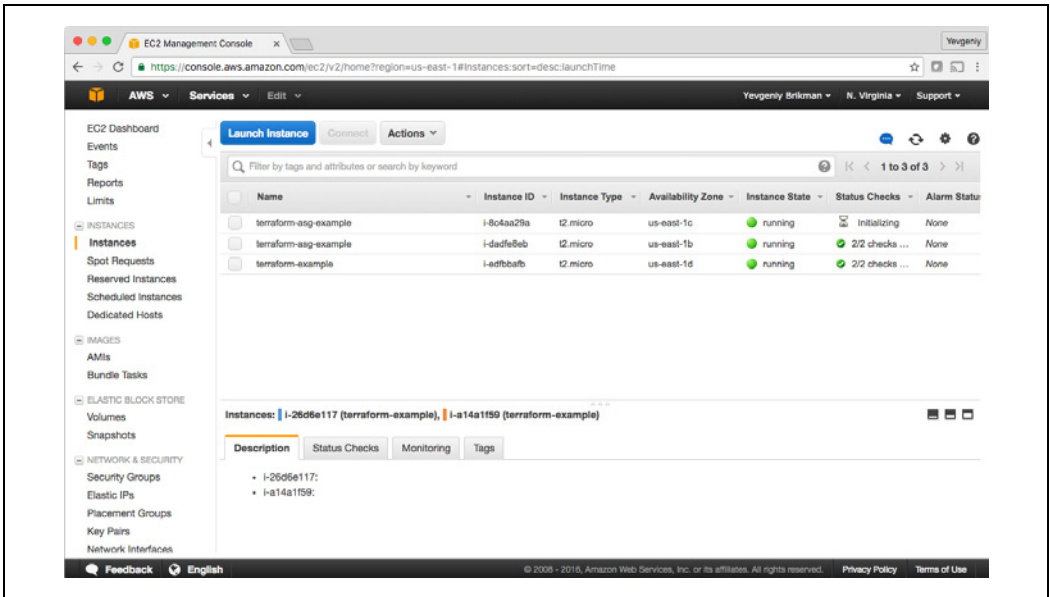 EC2 Management Console
Yevgeniy
https://console.aws.amazon.com/ec2/v2/home?region=us-east-1#Instances:sort=desc:launchTime
AWS Services Edit Yevgeniy Brikman N. Virginia Support
EC2 Dashboard
Events
Tags
Reports
Limits
INSTANCES
Instances
Spot Requests
Reserved Instances
Scheduled Instances
Dedicated Hosts
IMAGES
AMIs
Bundle Tasks
ELASTIC BLOCK STORE
Volumes
Snapshots
NETWORK & SECURITY
Security Groups
Elastic IPs
Placement Groups
Key Pairs
Network Interfaces
Launch Instance Connect Actions
Filter by tags and attributes or search by keyword 1 to 3 of 3
Name Instance ID Instance Type Availability Zone Instance State Status Checks Alarm Status
terraform-asg-example i-8c4aa29a t2.micro us-east-1c running Initializing None
terraform-asg-example i-dadfe8eb t2.micro us-east-1b running 2/2 checks ... None
terraform-example i-edfbbafb t2.micro us-east-1d running 2/2 checks ... None
Instances: i-26d6e117 (terraform-example), i-a14a1f59 (terraform-example)
Description Status Checks Monitoring Tags
• i-26d6e117:
• i-a14a1f59:
Feedback English © 2008 - 2016, Amazon Web Services, Inc. or its affiliates. All rights reserved. Privacy Policy Terms of Use